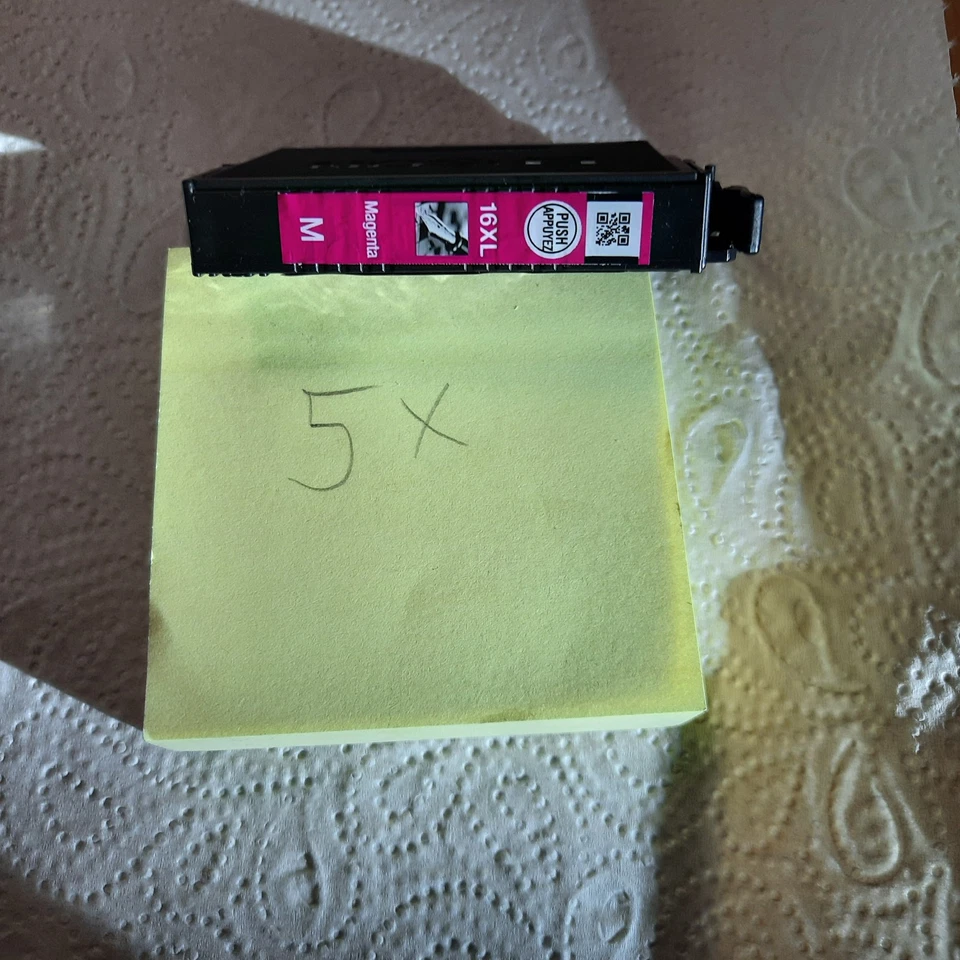 M
Magenta
16XL
PUSH
APPUYEZ
5x